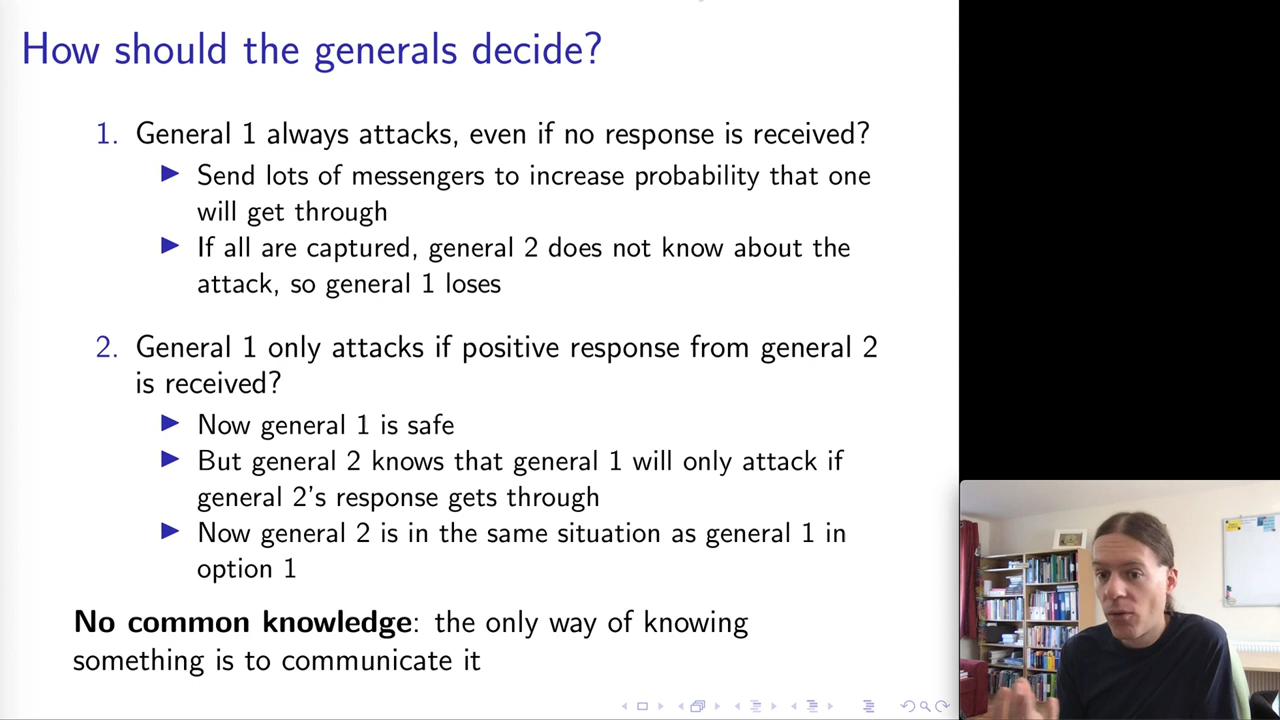 How should the generals decide?
1. General 1 always attacks, even if no response is received?
▶ Send lots of messengers to increase probability that one
will get through
▶ If all are captured, general 2 does not know about the
attack, so general 1 loses
2. General 1 only attacks if positive response from general 2
is received?
▶ Now general 1 is safe
▶ But general 2 knows that general 1 will only attack if
general 2's response gets through
▶ Now general 2 is in the same situation as general 1 in
option 1
No common knowledge: the only way of knowing
something is to communicate it